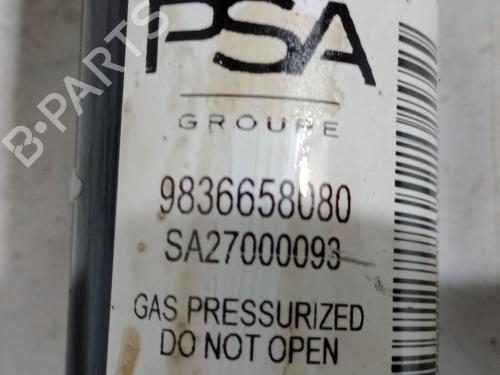 PSA
GROUPE
9836658080
SA27000093
GAS PRESSURIZED
DO NOT OPEN
B-PARTS